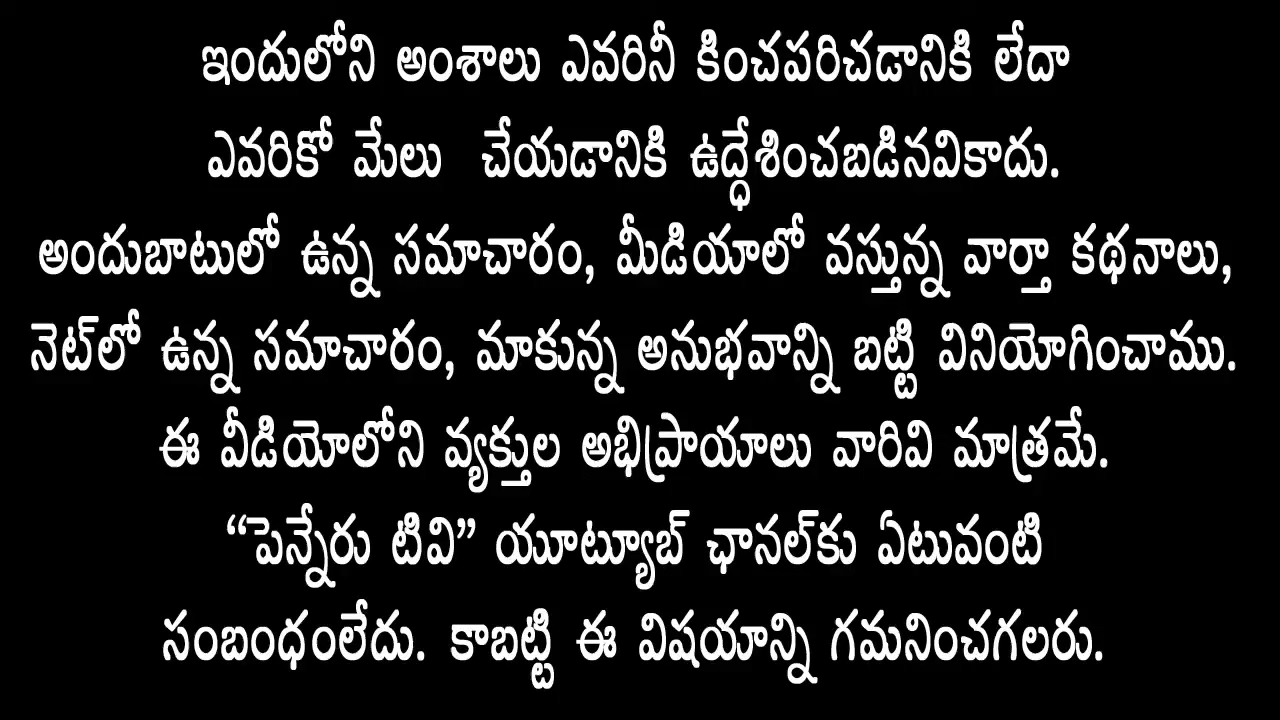 ఇందులోని అంశాలు ఎవరినీ కించపరిచడానికి లేదా
ఎవరికో మేలు చేయడానికి ఉద్ధేశించబడినవికాదు.
అందుబాటులో ఉన్న సమాచారం, మీడియాలో వస్తున్న వార్తా కథనాలు,
నెట్‌లో ఉన్న సమాచారం, మాకున్న అనుభవాన్ని బట్టి వినియోగించాము.
ఈ వీడియోలోని వ్యక్తుల అభిప్రాయాలు వారివి మాత్రమే.
“పెన్నేరు టివి” యూట్యూబ్ ఛానల్‌కు ఏటువంటి
సంబంధంలేదు. కాబట్టి ఈ విషయాన్ని గమనించగలరు.